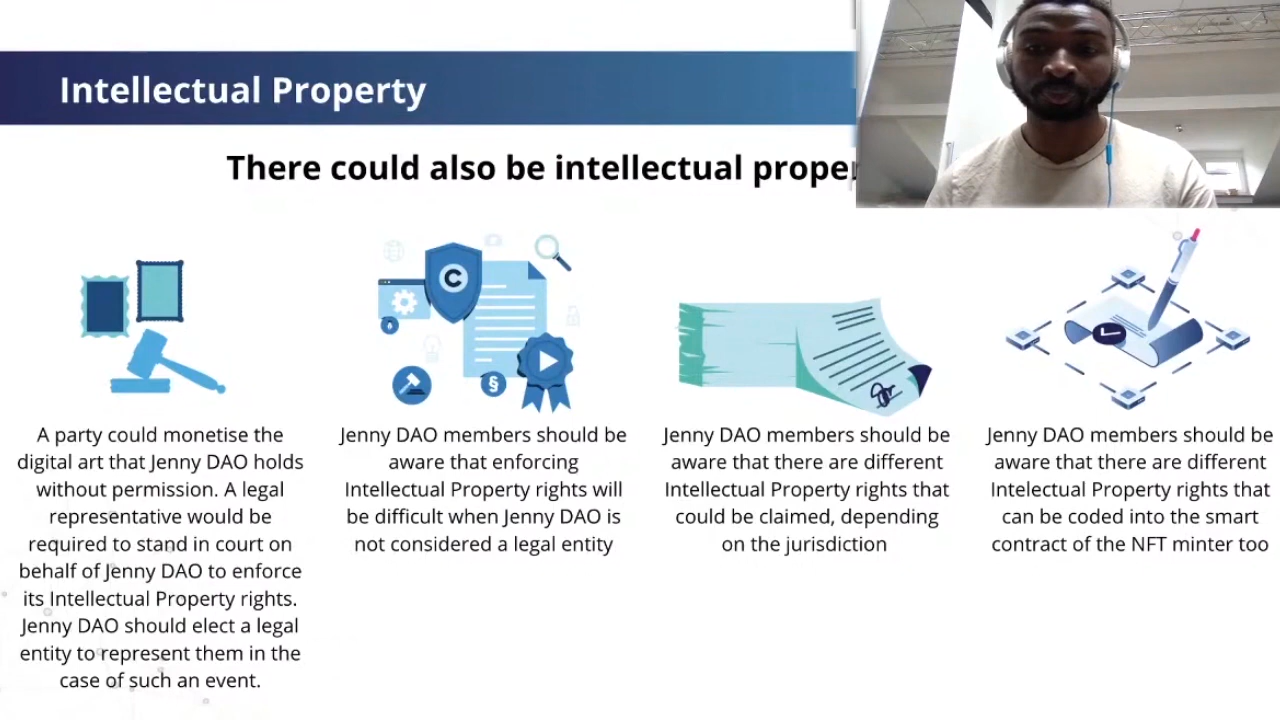 Intellectual Property
There could also be intellectual
A party could monetise the
digital art that Jenny DAO holds
without permission. A legal
representative would be
required to stand in court on
behalf of Jenny DAO to enforce
its Intellectual Property rights.
Jenny DAO should elect a legal
entity to represent them in the
case of such an event.
C
§
Jenny DAO members should be
aware that enforcing
Intellectual Property rights will
be difficult when Jenny DAO is
not considered a legal entity
Jenny DAO members should be
aware that there are different
Intellectual Property rights that
could be claimed, depending
on the jurisdiction
Jenny DAO members should be
aware that there are different
Intelectual Property rights that
can be coded into the smart
contract of the NFT minter too